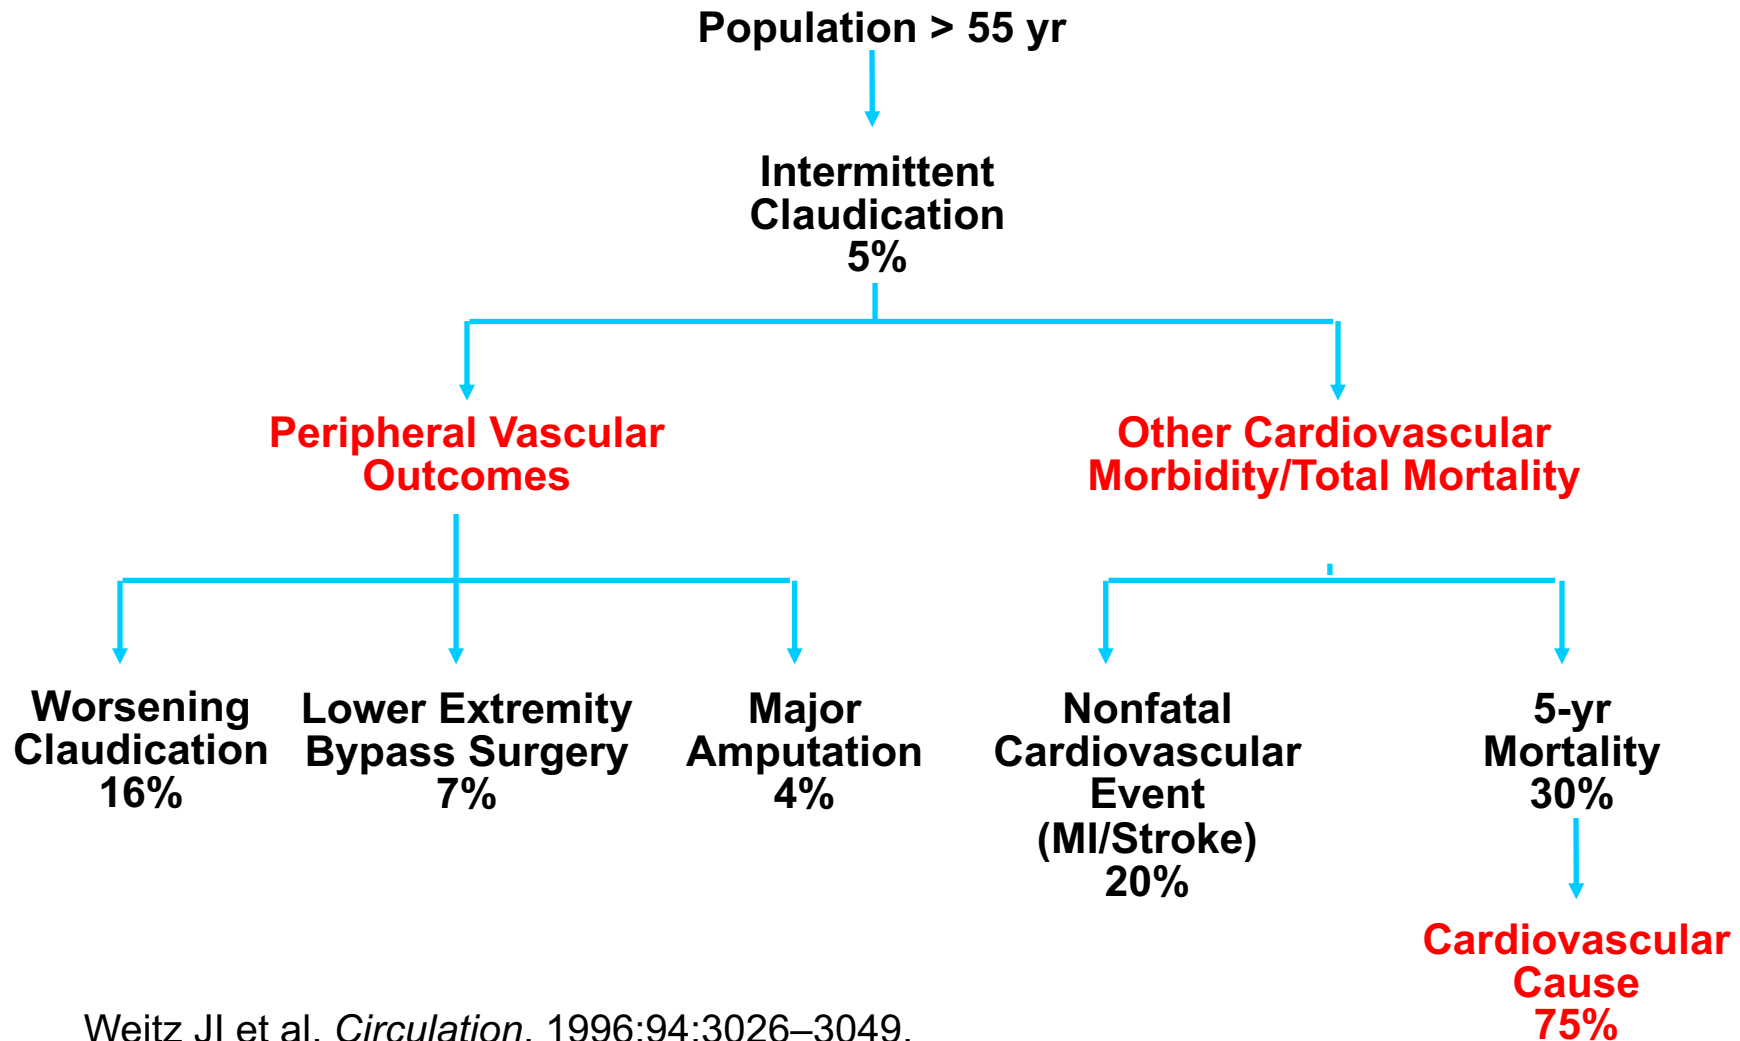 Population > 55 yr
Intermittent
Claudication
5%
Peripheral Vascular
Outcomes
Other Cardiovascular
Morbidity/Total Mortality
Worsening
Claudication
16%
Lower Extremity
Bypass Surgery
7%
Major
Amputation
4%
Nonfatal
Cardiovascular
Event
(MI/Stroke)
20%
5-yr
Mortality
30%
Cardiovascular
Cause
75%
Weitz JI et al. Circulation. 1996;94:3026–3049.